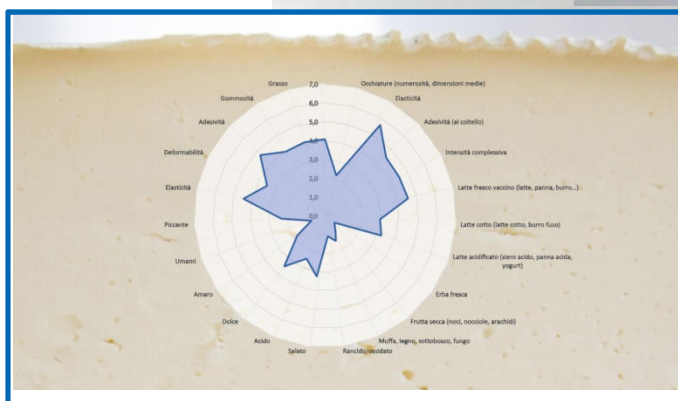 7,0
6,0
5,0
4,0
3,0
2,0
1,0
0,0
Occhiature (numerosità, dimensioni medie)
Elasticità
Adesività (al coltello)
Intensità complessiva
Latte fresco vaccino (latte, panna, burro...)
Latte cotto (latte cotto, burro fuso)
Latte acidificato (siero acido, panna acida,
yogurt)
Erba fresca
Frutta secca (noci, nocciole, arachidi)
Muffa, legno, sottobosco, fungo
Rancido/ossidato
Salato
Acido
Dolce
Amaro
Umami
Piccante
Elasticità
Deformabilità
Adesività
Gommosità
Grasso